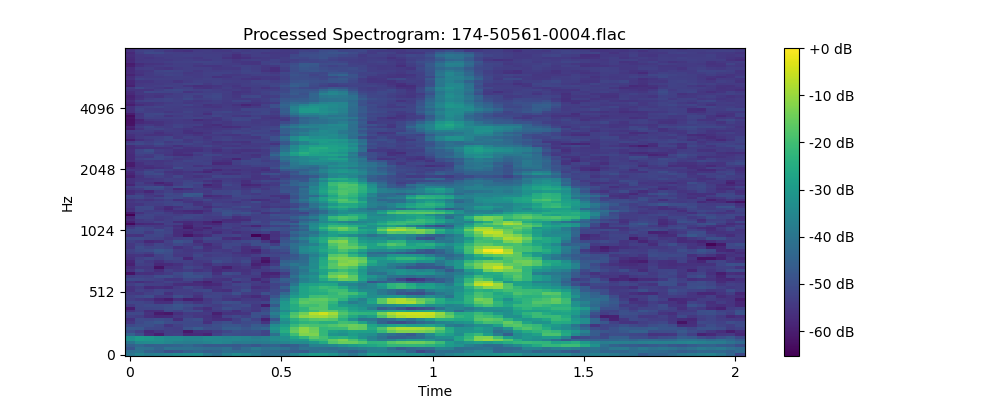 Processed Spectrogram: 174-50561-0004.flac
+0 dB
4096
-10 dB
-20 dB
2048
-30 dB
Hz
1024
-40 dB
512
-50 dB
-60 dB
0
0
0.5
1
1.5
2
Time